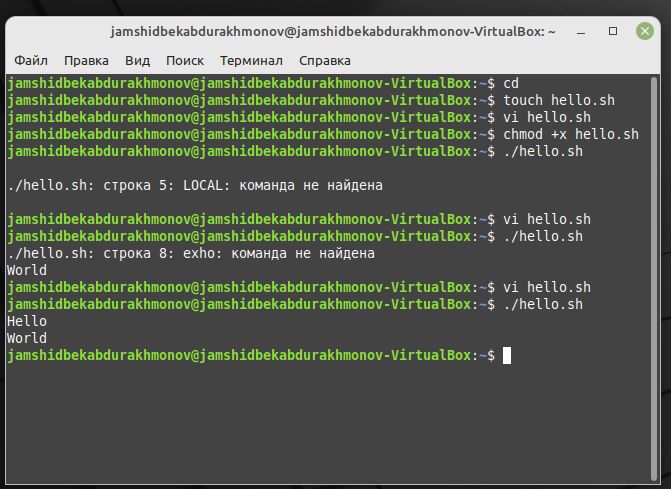 jamshidbekabdurakhmonov@jamshidbekabdurakhmonov-VirtualBox: ~
Файл Правка Вид Поиск Терминал Справка
jamshidbekabdurakhmonov@jamshidbekabdurakhmonov-VirtualBox:~$ cd
jamshidbekabdurakhmonov@jamshidbekabdurakhmonov-VirtualBox:~$ touch hello.sh
jamshidbekabdurakhmonov@jamshidbekabdurakhmonov-VirtualBox:~$ vi hello.sh
jamshidbekabdurakhmonov@jamshidbekabdurakhmonov-VirtualBox:~$ chmod +x hello.sh
jamshidbekabdurakhmonov@jamshidbekabdurakhmonov-VirtualBox:~$ ./hello.sh
./hello.sh: строка 5: LOCAL: команда не найдена
jamshidbekabdurakhmonov@jamshidbekabdurakhmonov-VirtualBox:~$ vi hello.sh
jamshidbekabdurakhmonov@jamshidbekabdurakhmonov-VirtualBox:~$ ./hello.sh
./hello.sh: строка 8: exho: команда не найдена
World
jamshidbekabdurakhmonov@jamshidbekabdurakhmonov-VirtualBox:~$ vi hello.sh
jamshidbekabdurakhmonov@jamshidbekabdurakhmonov-VirtualBox:~$ ./hello.sh
Hello
World
jamshidbekabdurakhmonov@jamshidbekabdurakhmonov-VirtualBox:~$